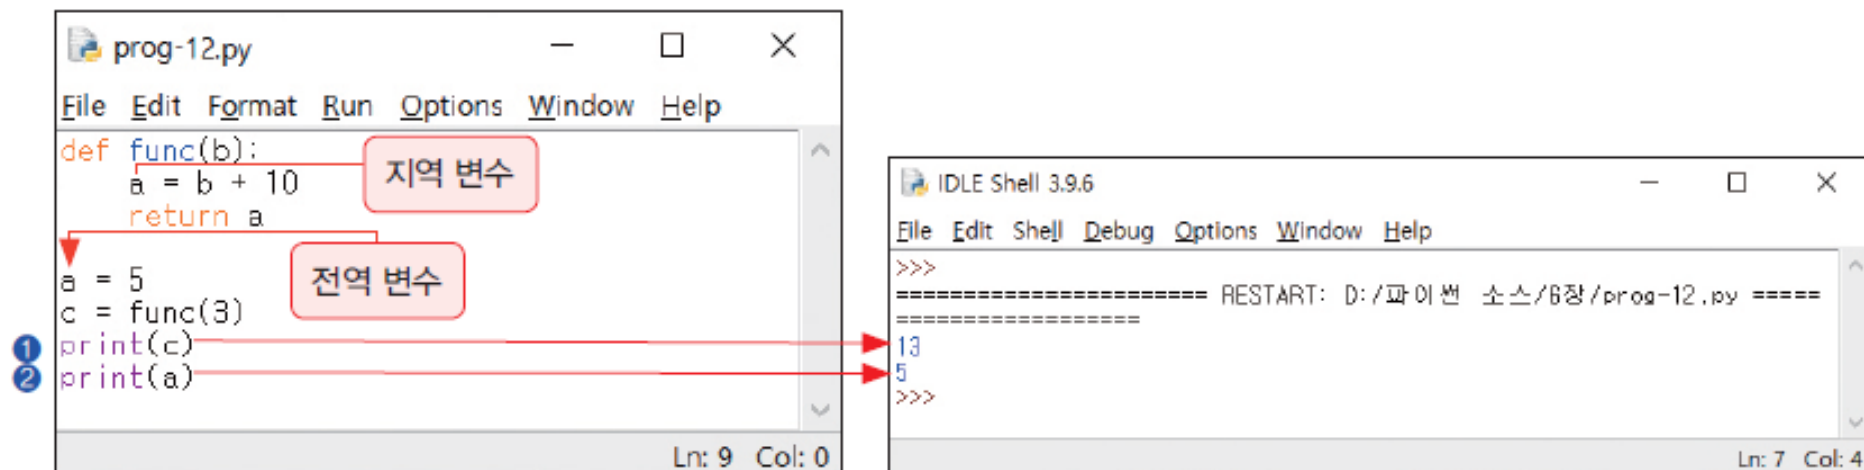 prog-12.py
File Edit Format Run Options Window Help
def func(b):
지역 변수
a = b + 10
return a
전역 변수
a = 5
c = func(3)
1 print(c)
2 print(a)
Ln: 9 Col: 0
IDLE Shell 3.9.6
File Edit Shell Debug Options Window Help
>>>
======================= RESTART: D:/파이썬 소스/6장/prog-12.py =====
==================
13
5
>>>
Ln: 7 Col: 4